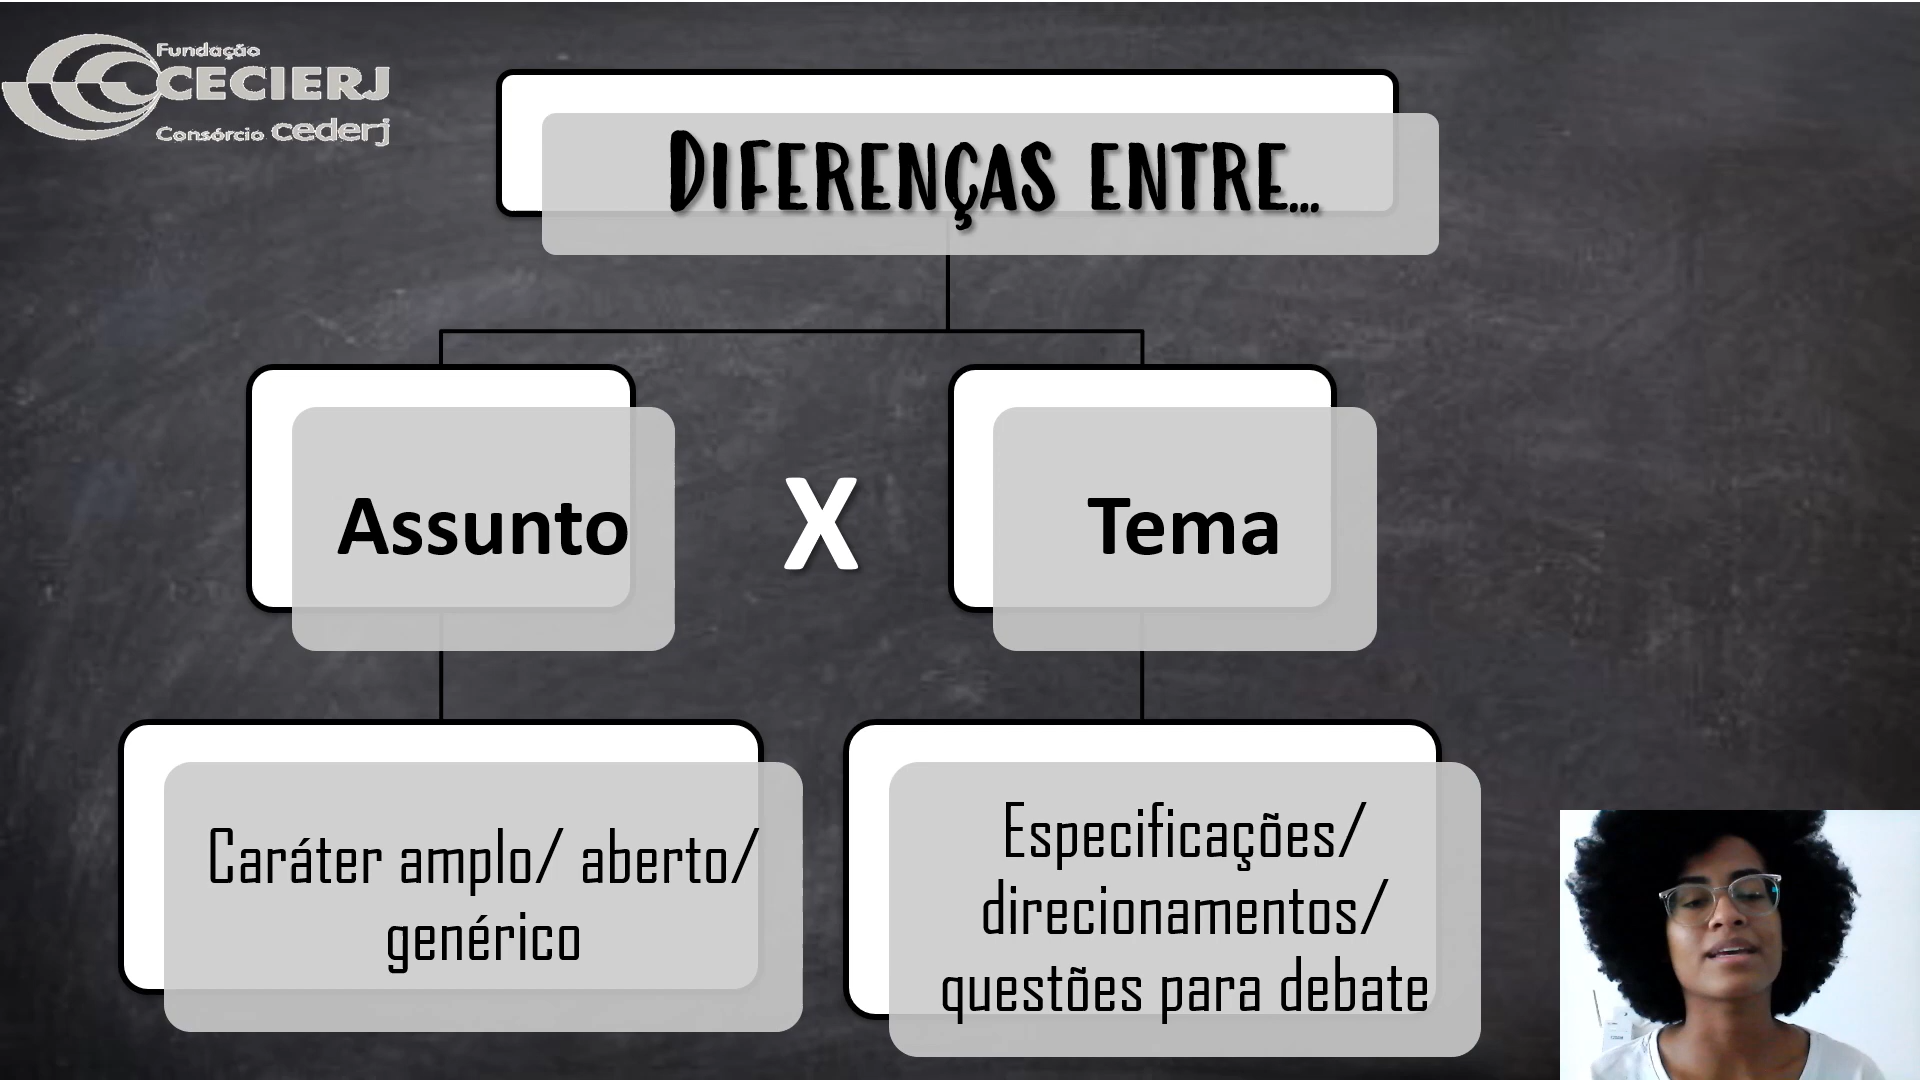 Fundação
CECIERJ
Consórcio cederj
DIFERENÇAS ENTRE...
Assunto
X
Tema
Caráter amplo/ aberto/
genérico
Especificações/
direcionamentos/
questões para debate